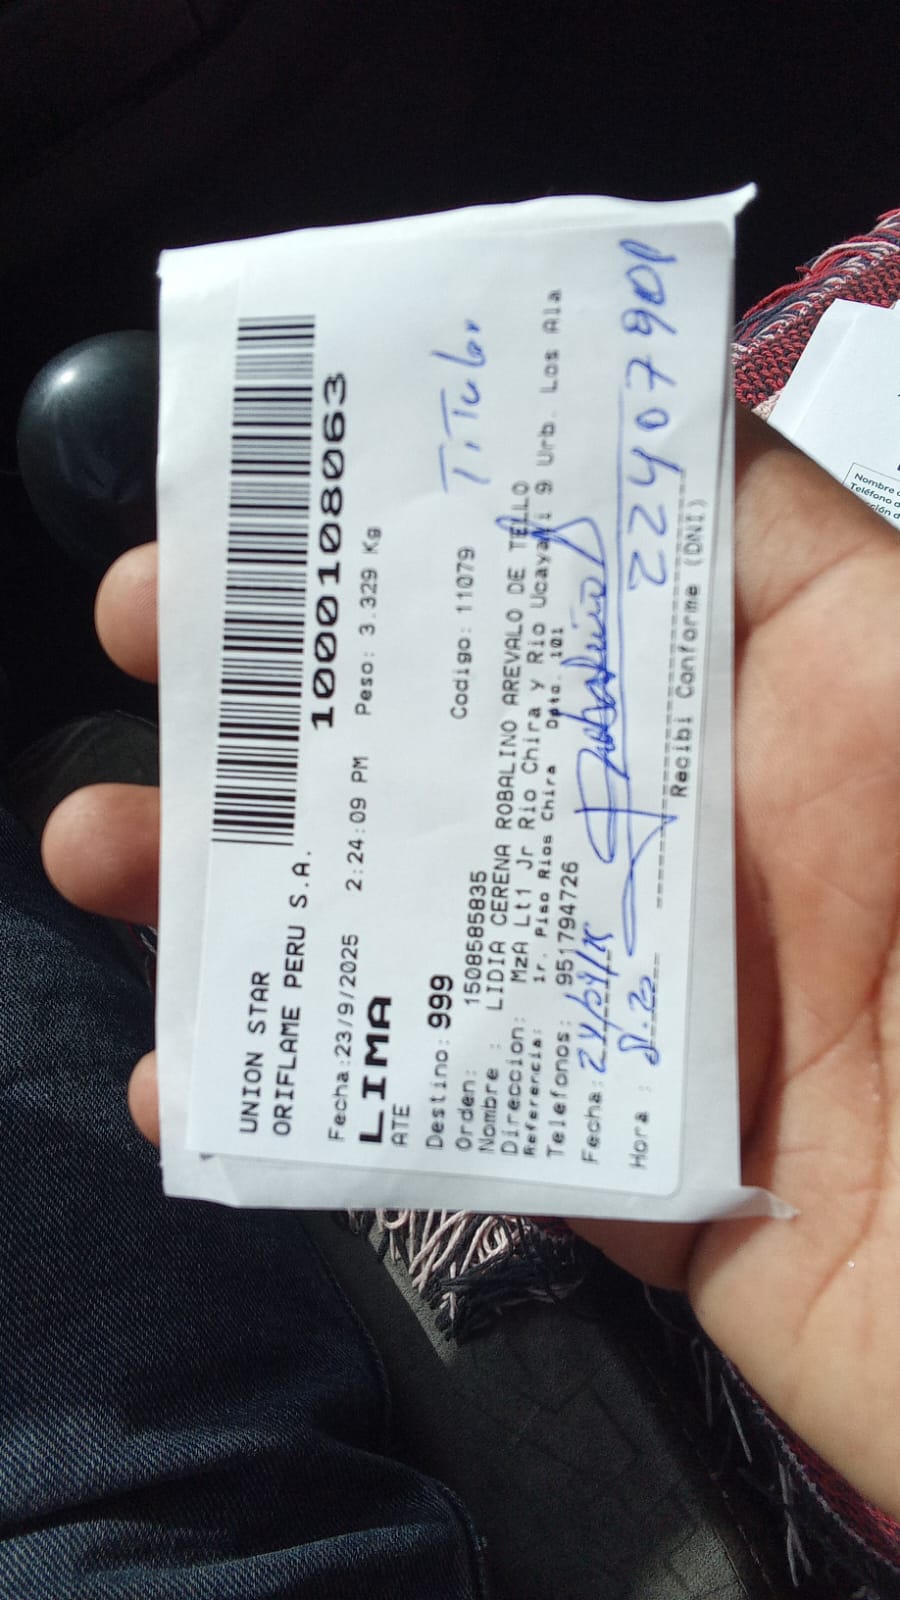 UNION STAR
ORIFLAME PERU S.A.
1000108063
Fecha:23/9/2025 2:24:09 PM Peso: 3.329 Kg
LIMA
ATE
Destino: 999
Orden: 1508585835 Codigo: 11079 Titular
Nombre : LIDIA CERENA ROBALINO AREVALO DE TELLO
Direccion: MzA Lt1 Jr Rio Chira y Rio Ucayali 9 Urb. Los Ala
Referencia: 1r. Piso Rios Chira Dpto. 101
Telefonos: 951794726
Fecha:
Hora :
Recibi Conforme (DNI)
Nombre
Teléfono